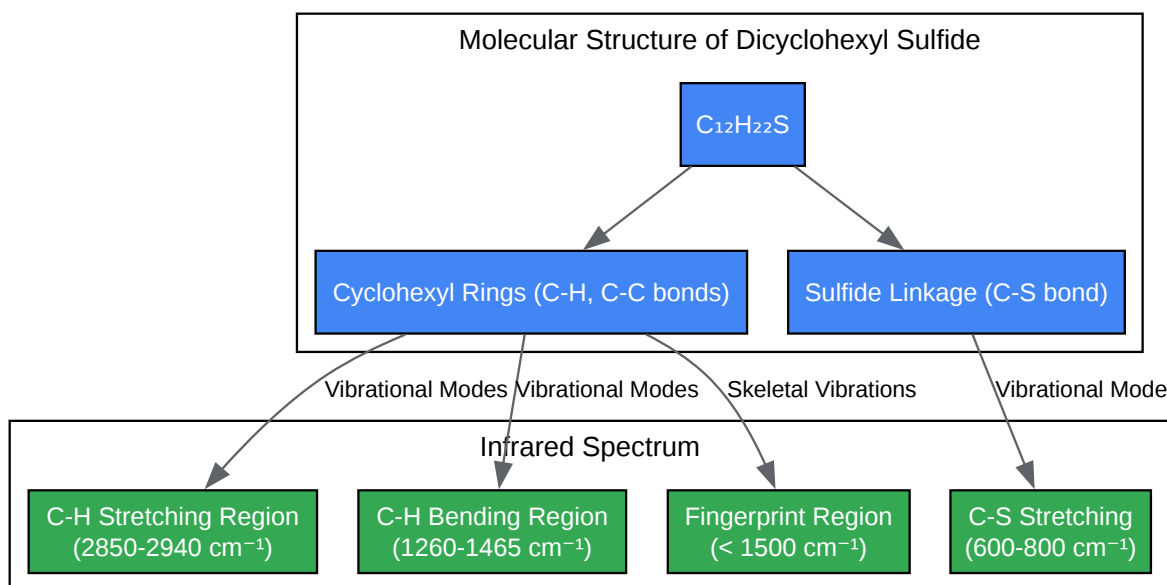 Molecular Structure of Dicyclohexyl Sulfide
C₁₂H₂₂S
Cyclohexyl Rings (C-H, C-C bonds)
Sulfide Linkage (C-S bond)
Vibrational Modes
Vibrational Modes
Skeletal Vibrations
Vibrational Mode
Infrared Spectrum
C-H Stretching Region
(2850-2940 cm⁻¹)
C-H Bending Region
(1260-1465 cm⁻¹)
Fingerprint Region
(< 1500 cm⁻¹)
C-S Stretching
(600-800 cm⁻¹)